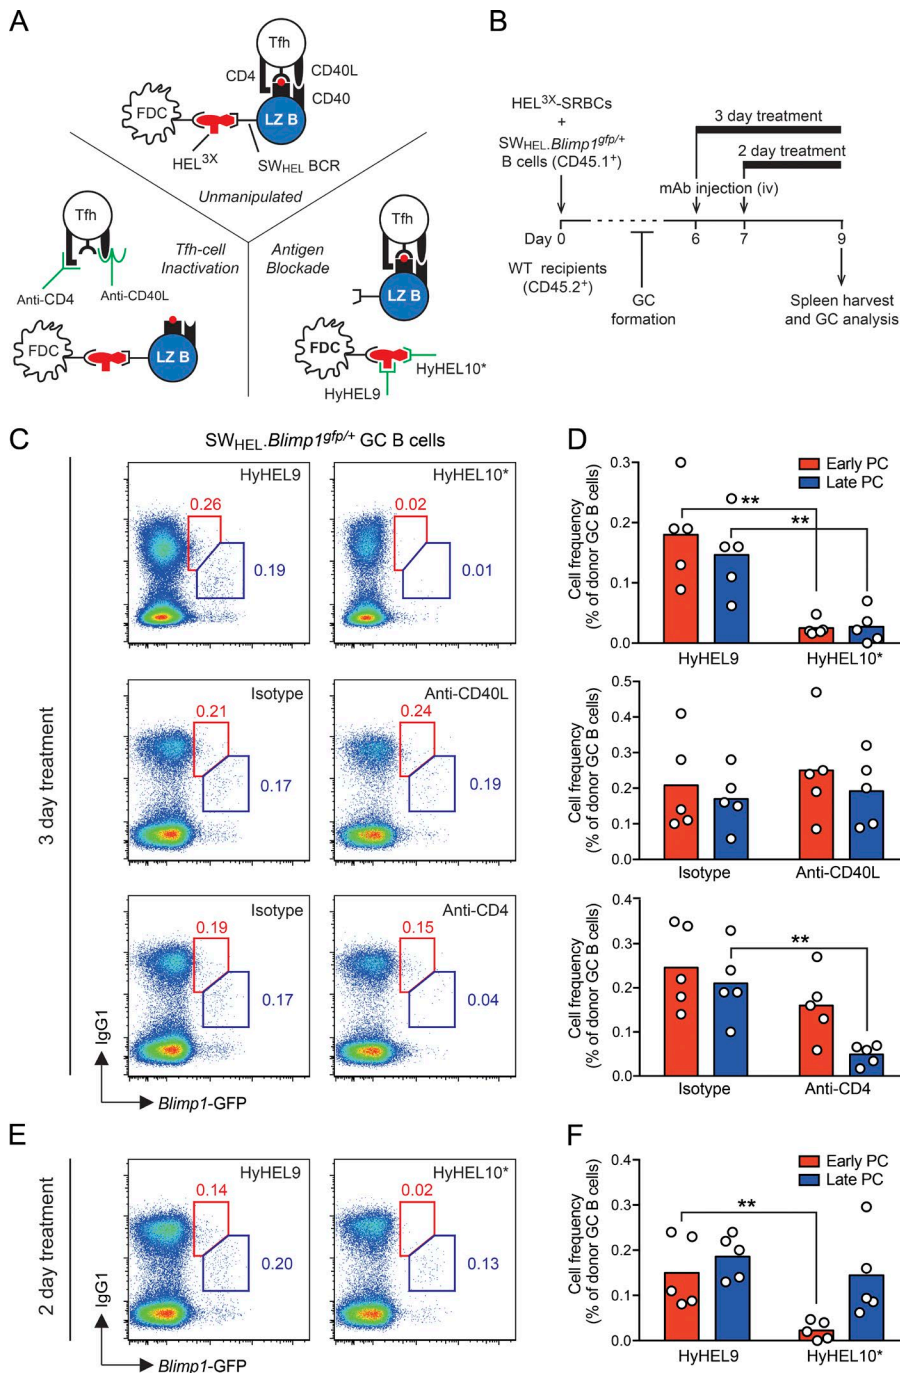 A
Tfh
CD4
CD40L
CD40
FDC
LZ B
HEL3X
SWHEL BCR
Unmanipulated
Tfh
Tfh-cell
Inactivation
Anti-CD4
Anti-CD40L
FDC
LZ B
Antigen
Blockade
Tfh
LZ B
FDC
HyHEL10*
HyHEL9
B
HEL3X-SRBCs
+
SWHEL.Blimp1gfp/+
B cells (CD45.1+)
3 day treatment
2 day treatment
mAb injection (iv)
Day 0
6
7
9
WT recipients
(CD45.2+)
GC
formation
Spleen harvest
and GC analysis
C
SWHEL.Blimp1gfp/+ GC B cells
3 day treatment
HyHEL9
0.26
0.19
HyHEL10*
0.02
0.01
Isotype
0.21
0.17
Anti-CD40L
0.24
0.19
Isotype
0.19
0.17
Anti-CD4
0.15
0.04
IgG1
Blimp1-GFP
D
Early PC
Late PC
Cell frequency
(% of donor GC B cells)
0.3
0.2
0.1
0.0
**
**
HyHEL9
HyHEL10*
Cell frequency
(% of donor GC B cells)
0.5
0.4
0.3
0.2
0.1
0.0
Isotype
Anti-CD40L
Cell frequency
(% of donor GC B cells)
0.4
0.3
0.2
0.1
0.0
**
Isotype
Anti-CD4
E
2 day treatment
HyHEL9
0.14
0.20
HyHEL10*
0.02
0.13
IgG1
Blimp1-GFP
F
Early PC
Late PC
Cell frequency
(% of donor GC B cells)
0.4
0.3
0.2
0.1
0.0
**
HyHEL9
HyHEL10*